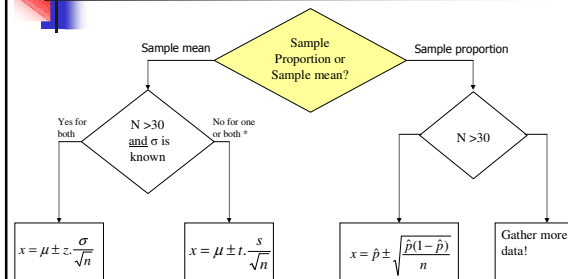 Sample
Proportion or
Sample mean?
Sample mean
Sample proportion
N >30
and σ is
known
Yes for
both
No for one
or both *
N >30
x = μ ± z. σ/√n
x = μ ± t. s/√n
x = p̂ ± √(p̂(1− p̂)/n)
Gather more
data!